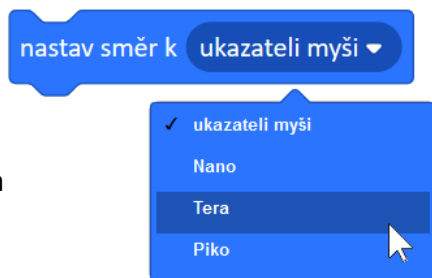 nastav směr k ukazateli myši
✓ ukazateli myši
Nano
Tera
Piko